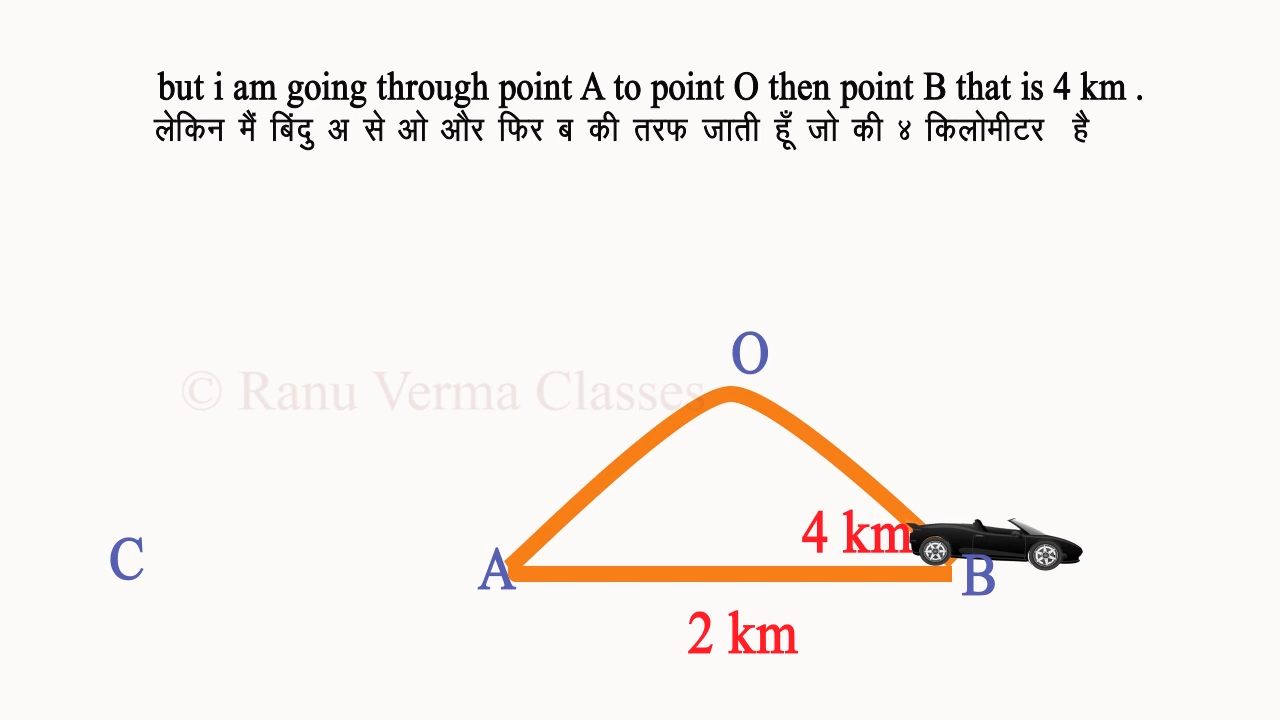 but i am going through point A to point O then point B that is 4 km .
लेकिन मैं बिंदु अ से ओ और फिर ब की तरफ जाती हूँ जो की ४ किलोमीटर है
O
© Ranu Verma Classes
4 km
C
A
B
2 km